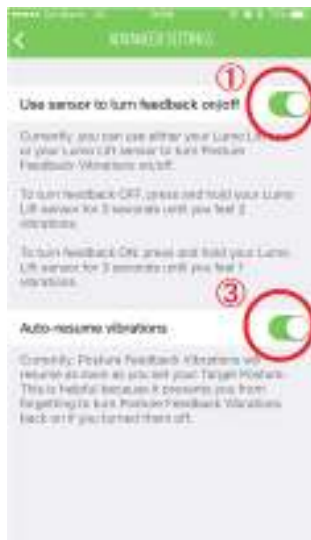 ADVANCED SETTINGS
①
Use sensor to turn feedback on/off
Currently, you can use either your Lumo Lift
or your Lumo Lift sensor to turn Posture
Feedback Vibrations on/off.
To turn feedback OFF, press and hold your Lumo
Lift sensor for 3 seconds until you feel 2
vibrations.
To turn feedback ON, press and hold your Lumo
Lift sensor for 3 seconds until you feel 1
vibrations.
③
Auto-resume vibrations
Currently, Posture Feedback Vibrations will
resume as soon as you set your Target Posture.
This is helpful because it prevents you from
forgetting to turn Posture Feedback Vibrations
back on if you turned them off.